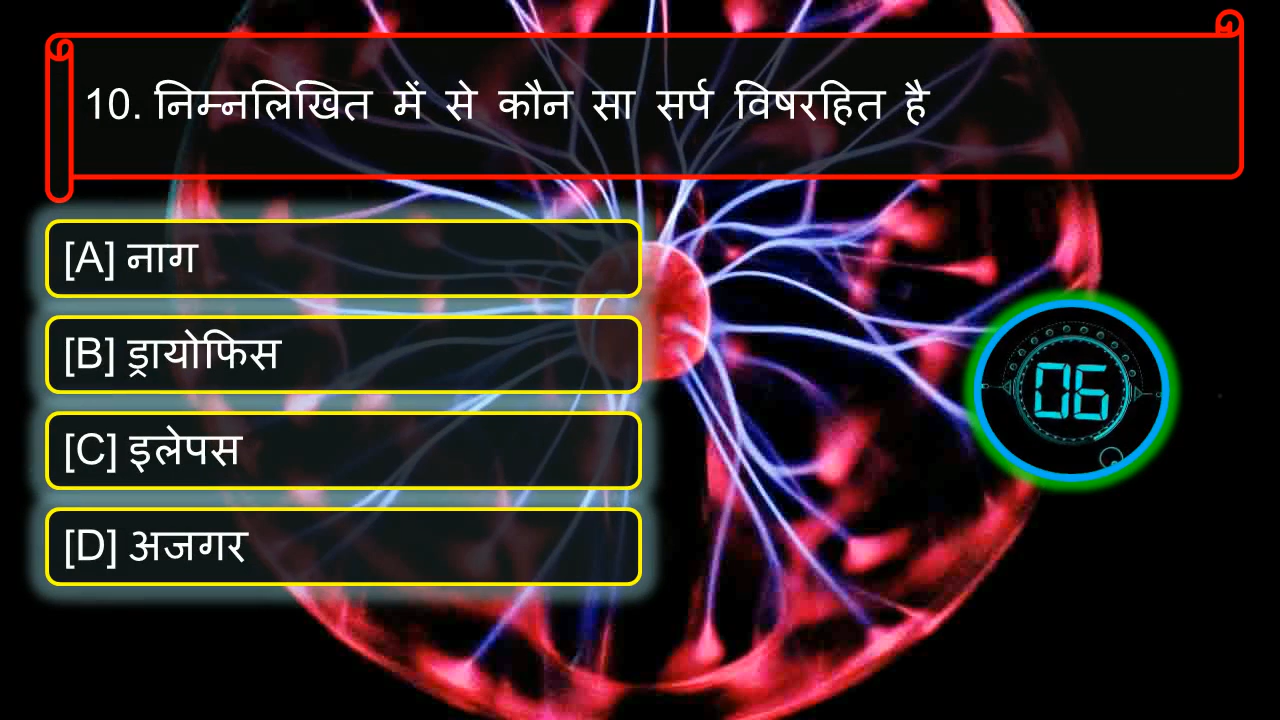 10. निम्नलिखित में से कौन सा सर्प विषरहित है
[A] नाग
[B] ड्रायोफिस
[C] इलेपस
[D] अजगर
06